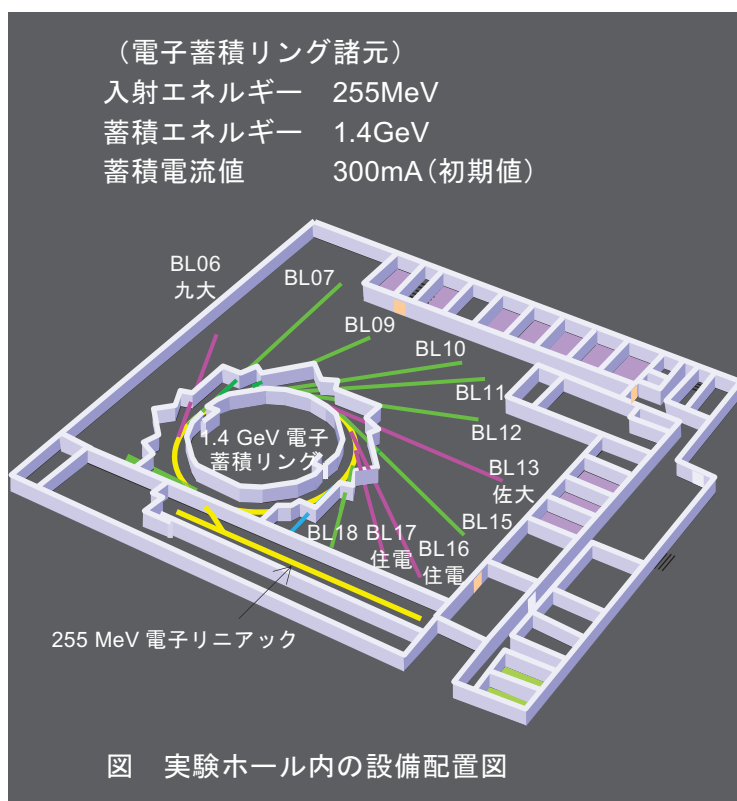 （電子蓄積リング諸元）
入射エネルギー　255MeV
蓄積エネルギー　1.4GeV
蓄積電流値　　　300mA（初期値）
BL06
九大
BL07
BL09
BL10
BL11
BL12
BL13
佐大
BL15
BL16
住電
BL17
住電
BL18
1.4 GeV 電子
蓄積リング
255 MeV 電子リニアック
図　実験ホール内の設備配置図